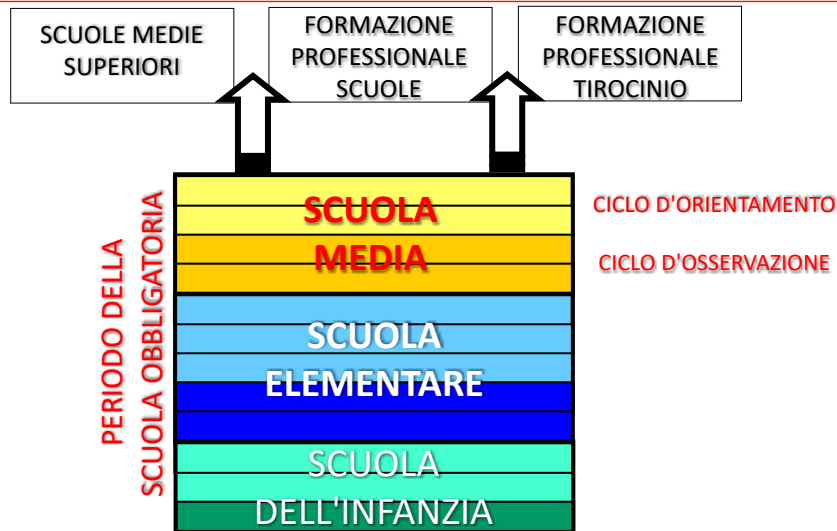 SCUOLE MEDIE
SUPERIORI
FORMAZIONE
PROFESSIONALE
SCUOLE
FORMAZIONE
PROFESSIONALE
TIROCINIO
PERIODO DELLA
SCUOLA OBBLIGATORIA
SCUOLA
MEDIA
CICLO D'ORIENTAMENTO
CICLO D'OSSERVAZIONE
SCUOLA
ELEMENTARE
SCUOLA
DELL'INFANZIA